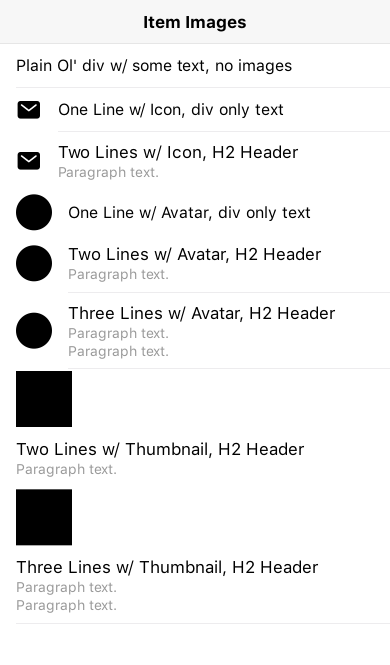 Item Images
Plain Ol' div w/ some text, no images
One Line w/ Icon, div only text
Two Lines w/ Icon, H2 Header
Paragraph text.
One Line w/ Avatar, div only text
Two Lines w/ Avatar, H2 Header
Paragraph text.
Three Lines w/ Avatar, H2 Header
Paragraph text.
Paragraph text.
Two Lines w/ Thumbnail, H2 Header
Paragraph text.
Three Lines w/ Thumbnail, H2 Header
Paragraph text.
Paragraph text.